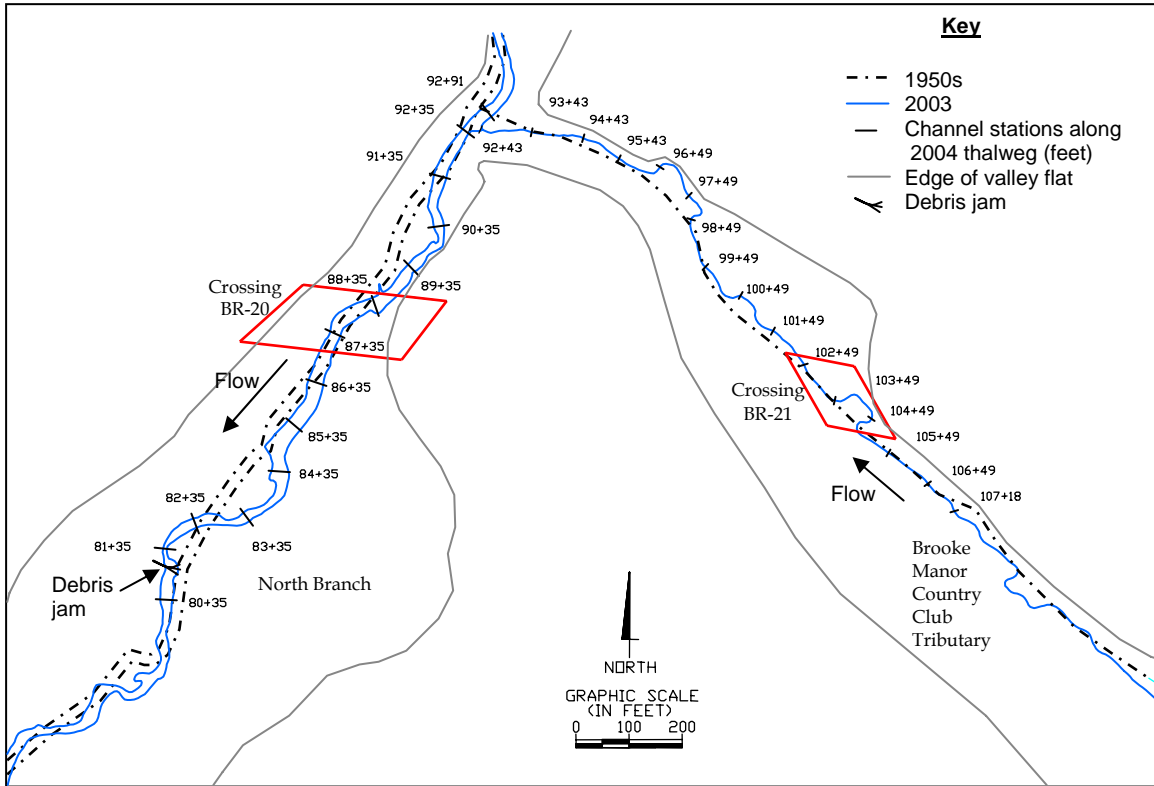 Key
1950s
2003
Channel stations along
2004 thalweg (feet)
Edge of valley flat
Debris jam
92+91
92+35
92+43
91+35
90+35
93+43
94+43
95+43
96+49
97+49
98+49
99+49
100+49
101+49
102+49
103+49
104+49
105+49
106+49
107+18
Crossing
BR-20
88+35
89+35
87+35
Flow
86+35
85+35
84+35
82+35
83+35
81+35
Debris
jam
80+35
North Branch
Crossing
BR-21
Flow
Brooke
Manor
Country
Club
Tributary
NORTH
GRAPHIC SCALE
(IN FEET)
0 100 200